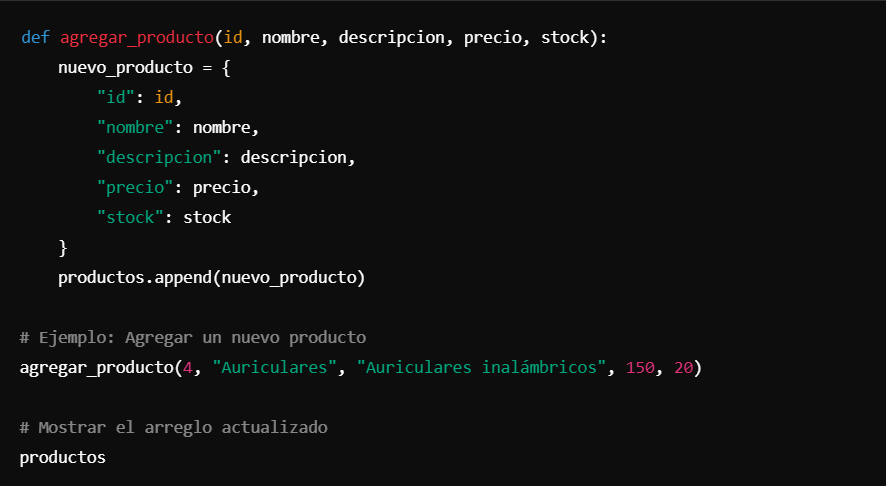 def agregar_producto(id, nombre, descripcion, precio, stock):
    nuevo_producto = {
        "id": id,
        "nombre": nombre,
        "descripcion": descripcion,
        "precio": precio,
        "stock": stock
    }
    productos.append(nuevo_producto)

# Ejemplo: Agregar un nuevo producto
agregar_producto(4, "Auriculares", "Auriculares inalámbricos", 150, 20)

# Mostrar el arreglo actualizado
productos